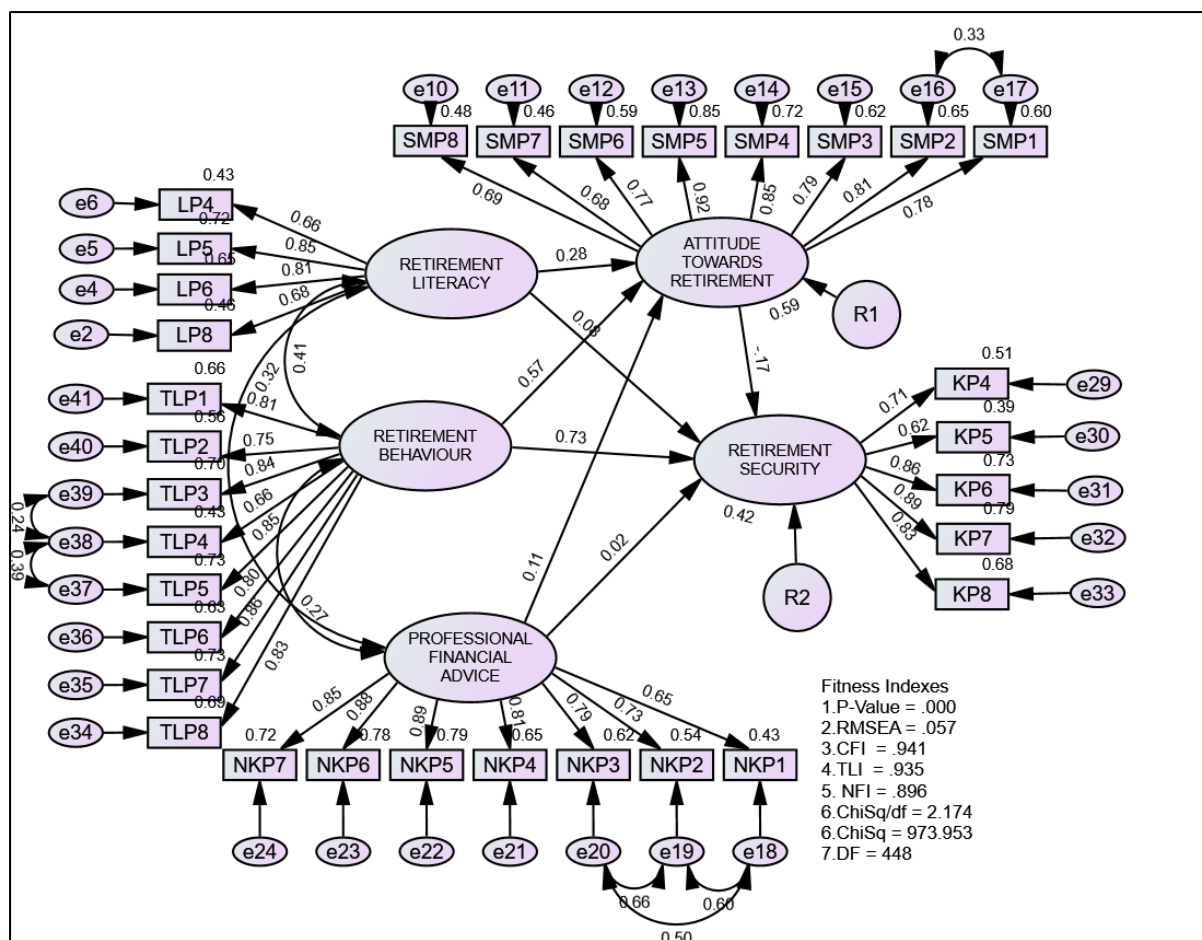 0.33
e10 e11 e12 e13 e14 e15 e16 e17
0.48 0.46 0.59 0.85 0.72 0.62 0.65 0.60
SMP8 SMP7 SMP6 SMP5 SMP4 SMP3 SMP2 SMP1
0.69 0.68 0.77 0.92 0.85 0.79 0.81 0.78
0.43
e6 LP4 0.66
0.72
e5 LP5 0.85
0.65
e4 LP6 0.81
0.46
e2 LP8 0.68
RETIREMENT
LITERACY
0.28
ATTITUDE
TOWARDS
RETIREMENT
0.59
R1
0.08
-.17
0.32
0.41
0.57
0.66
e41 TLP1 0.81
0.56
e40 TLP2 0.75
0.70
e39 TLP3 0.84
0.43
e38 TLP4 0.66
0.73
e37 TLP5 0.85
0.63
e36 TLP6 0.80
0.73
e35 TLP7 0.86
0.69
e34 TLP8 0.83
0.24
0.39
RETIREMENT
BEHAVIOUR
0.73
RETIREMENT
SECURITY
0.42
R2
0.51
0.71 KP4 e29
0.39
0.62 KP5 e30
0.73
0.86 KP6 e31
0.79
0.89 KP7 e32
0.68
0.83 KP8 e33
0.27
0.11
0.02
PROFESSIONAL
FINANCIAL
ADVICE
0.85 0.88 0.89 0.81 0.79 0.73 0.65
0.72 0.78 0.79 0.65 0.62 0.54 0.43
NKP7 NKP6 NKP5 NKP4 NKP3 NKP2 NKP1
e24 e23 e22 e21 e20 e19 e18
0.66 0.60
0.50
Fitness Indexes
1.P-Value = .000
2.RMSEA = .057
3.CFI = .941
4.TLI = .935
5. NFI = .896
6.ChiSq/df = 2.174
6.ChiSq = 973.953
7.DF = 448